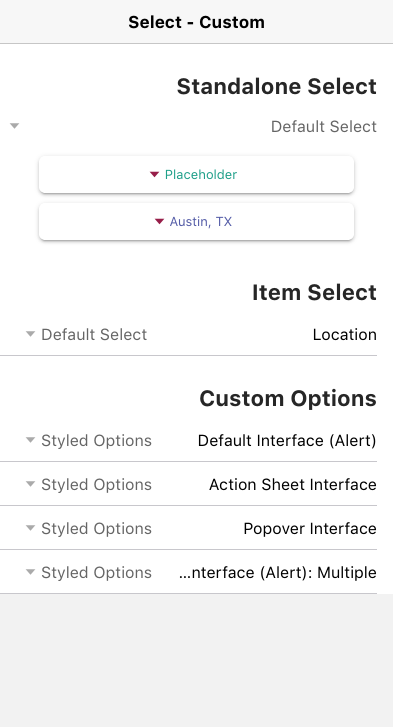 Select - Custom
Standalone Select
Default Select
Placeholder
Austin, TX
Item Select
Location
Default Select
Custom Options
Default Interface (Alert)
Styled Options
Action Sheet Interface
Styled Options
Popover Interface
Styled Options
...nterface (Alert): Multiple
Styled Options